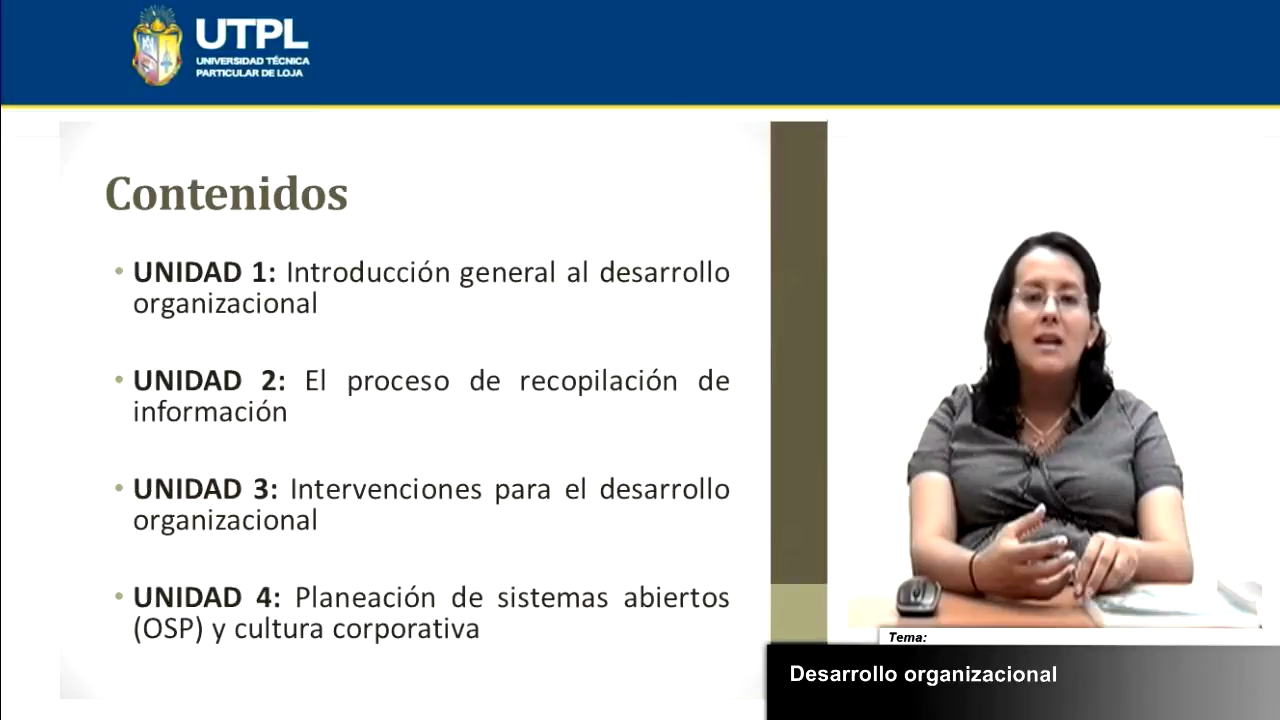 UTPL
UNIVERSIDAD TÉCNICA
PARTICULAR DE LOJA
Contenidos
• UNIDAD 1: Introducción general al desarrollo
organizacional
• UNIDAD 2: El proceso de recopilación de
información
• UNIDAD 3: Intervenciones para el desarrollo
organizacional
• UNIDAD 4: Planeación de sistemas abiertos
(OSP) y cultura corporativa
Tema:
Desarrollo organizacional